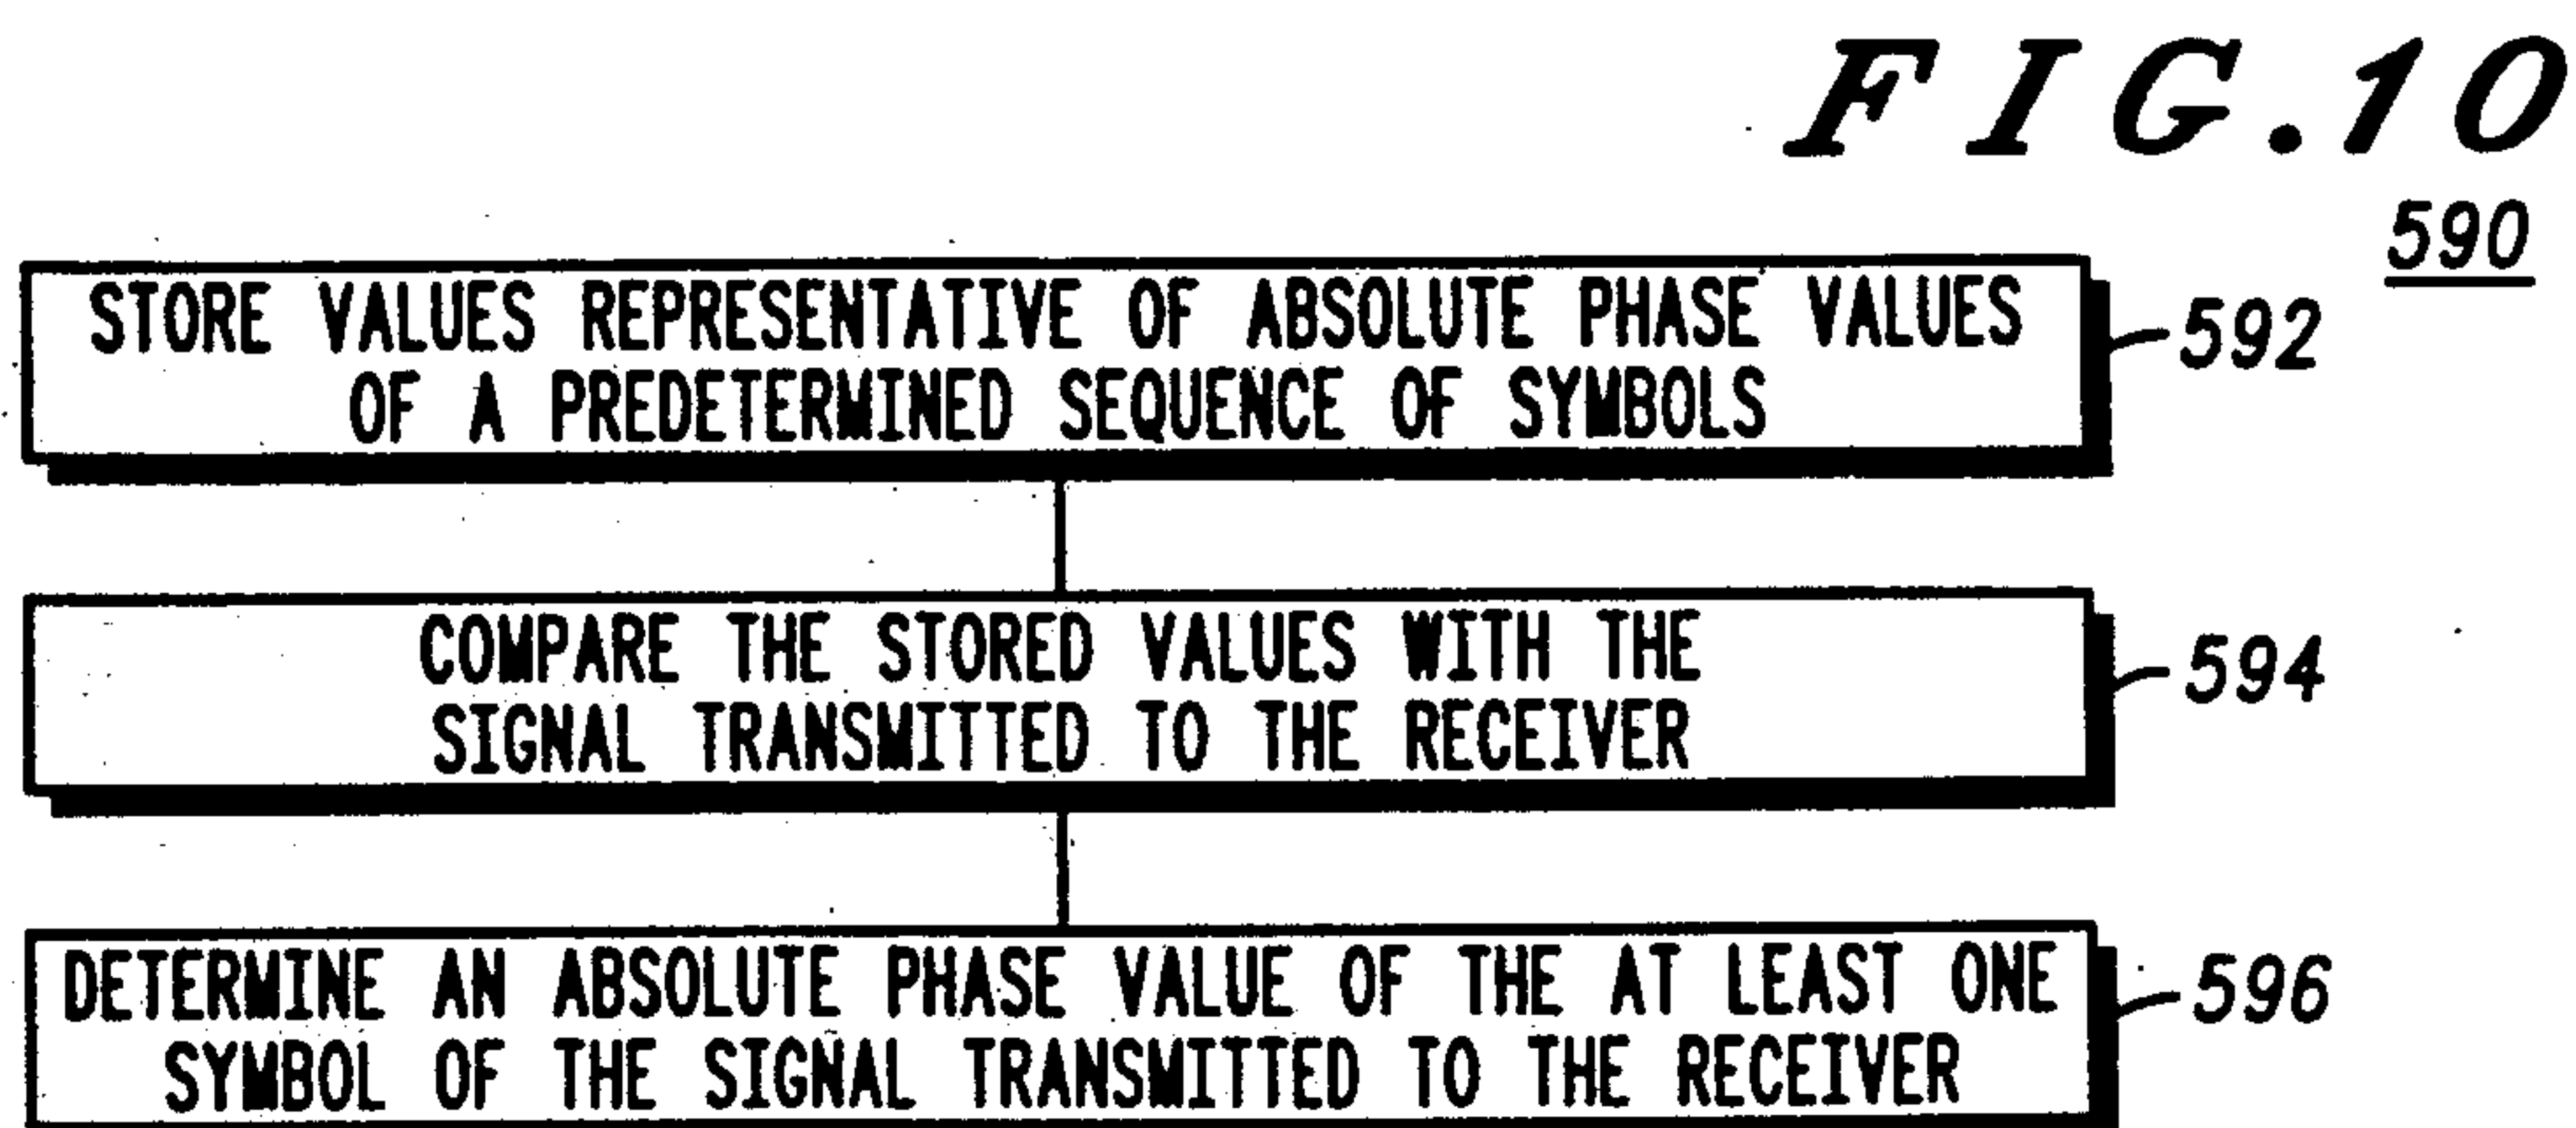 FIG.10
590
STORE VALUES REPRESENTATIVE OF ABSOLUTE PHASE VALUES
OF A PREDETERMINED SEQUENCE OF SYMBOLS
592
COMPARE THE STORED VALUES WITH THE
SIGNAL TRANSMITTED TO THE RECEIVER
594
DETERMINE AN ABSOLUTE PHASE VALUE OF THE AT LEAST ONE
SYMBOL OF THE SIGNAL TRANSMITTED TO THE RECEIVER
596